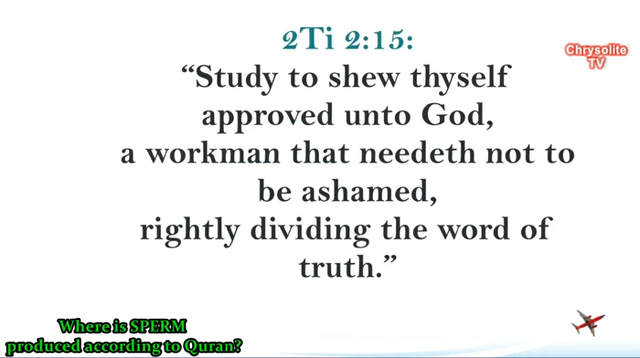 2Ti 2:15:
“Study to shew thyself
approved unto God,
a workman that needeth not to
be ashamed,
rightly dividing the word of
truth.”
Chrysolite
TV
Where is SPERM
produced according to Quran?